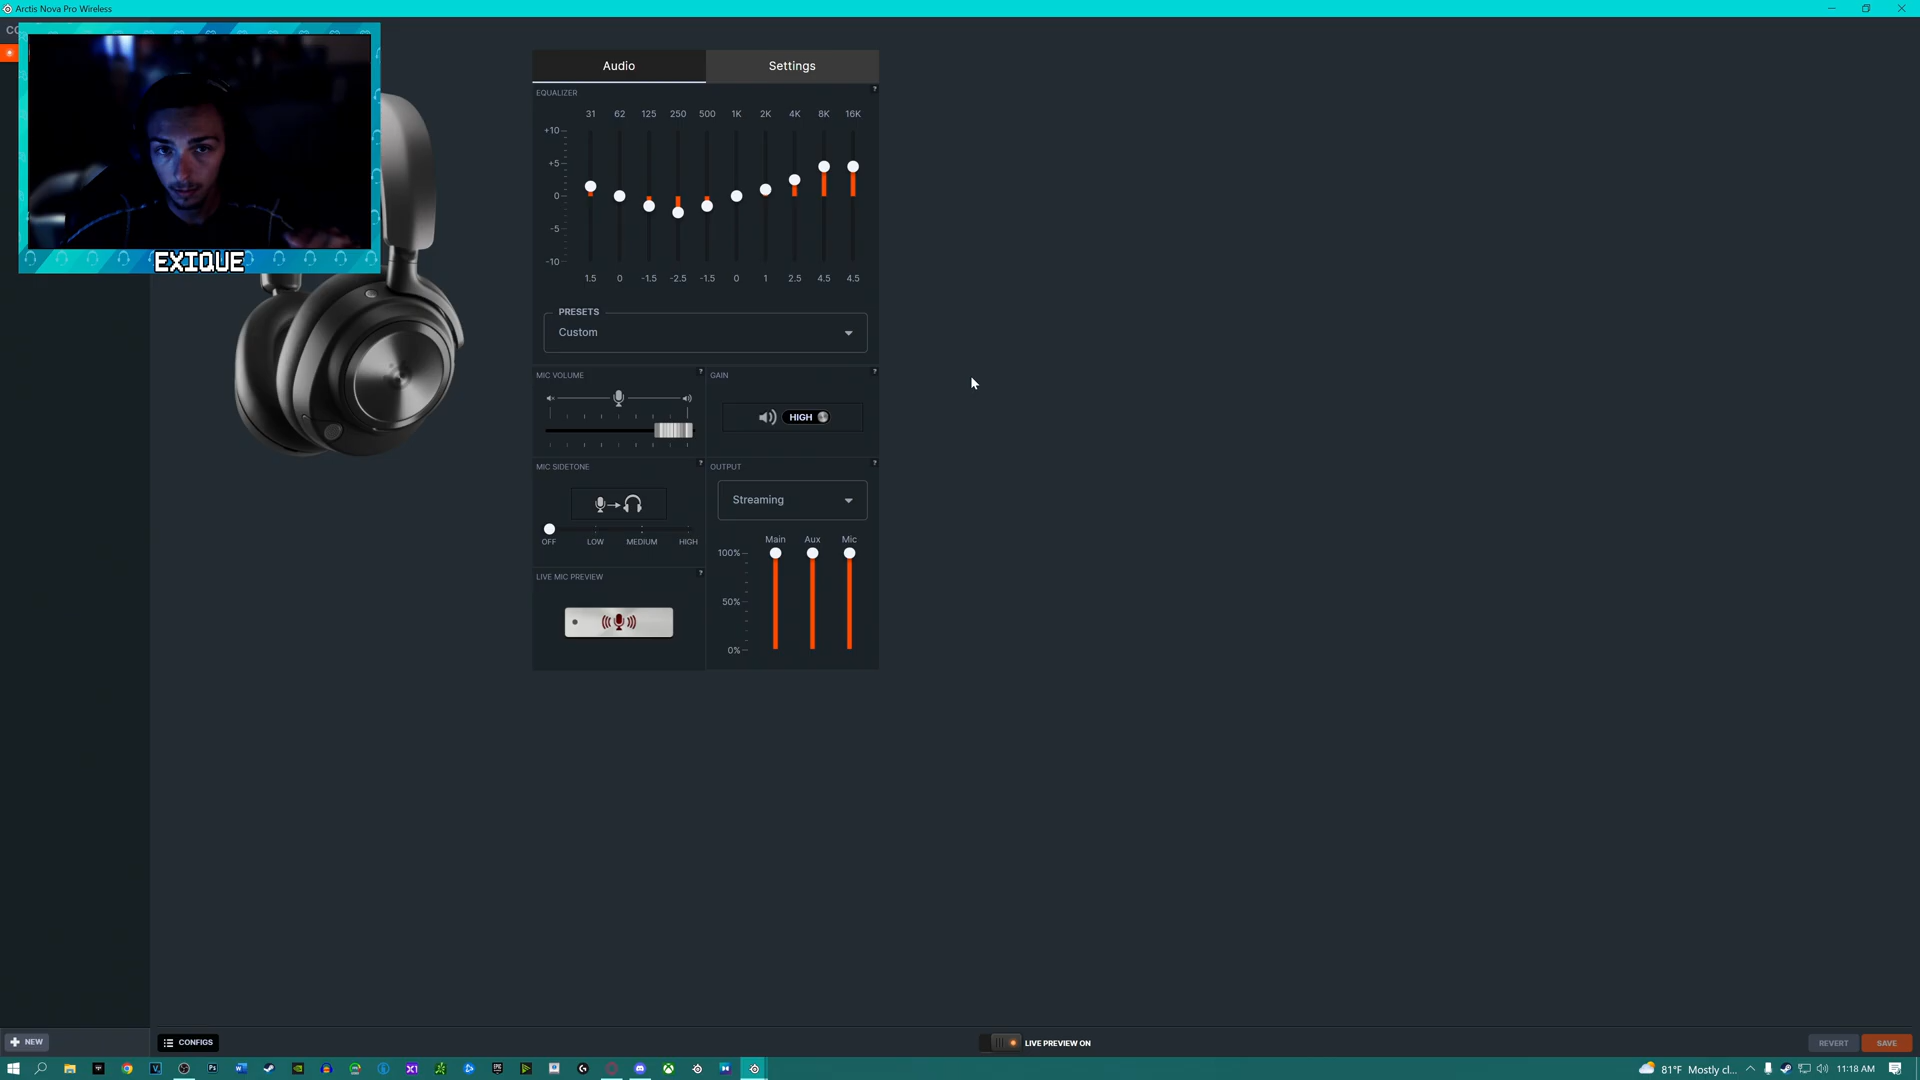 Arctis Nova Pro Wireless
EXIQUE
Audio
Settings
EQUALIZER
?
31 62 125 250 500 1K 2K 4K 8K 16K
+10
+5
0
-5
-10
1.5 0 -1.5 -2.5 -1.5 0 1 2.5 4.5 4.5
PRESETS
Custom
MIC VOLUME
?
GAIN
?
HIGH
MIC SIDETONE
?
OFF LOW MEDIUM HIGH
OUTPUT
?
Streaming
Main Aux Mic
100%
50%
0%
LIVE MIC PREVIEW
?
NEW
CONFIGS
LIVE PREVIEW ON
REVERT
SAVE
81°F Mostly cl...
11:18 AM